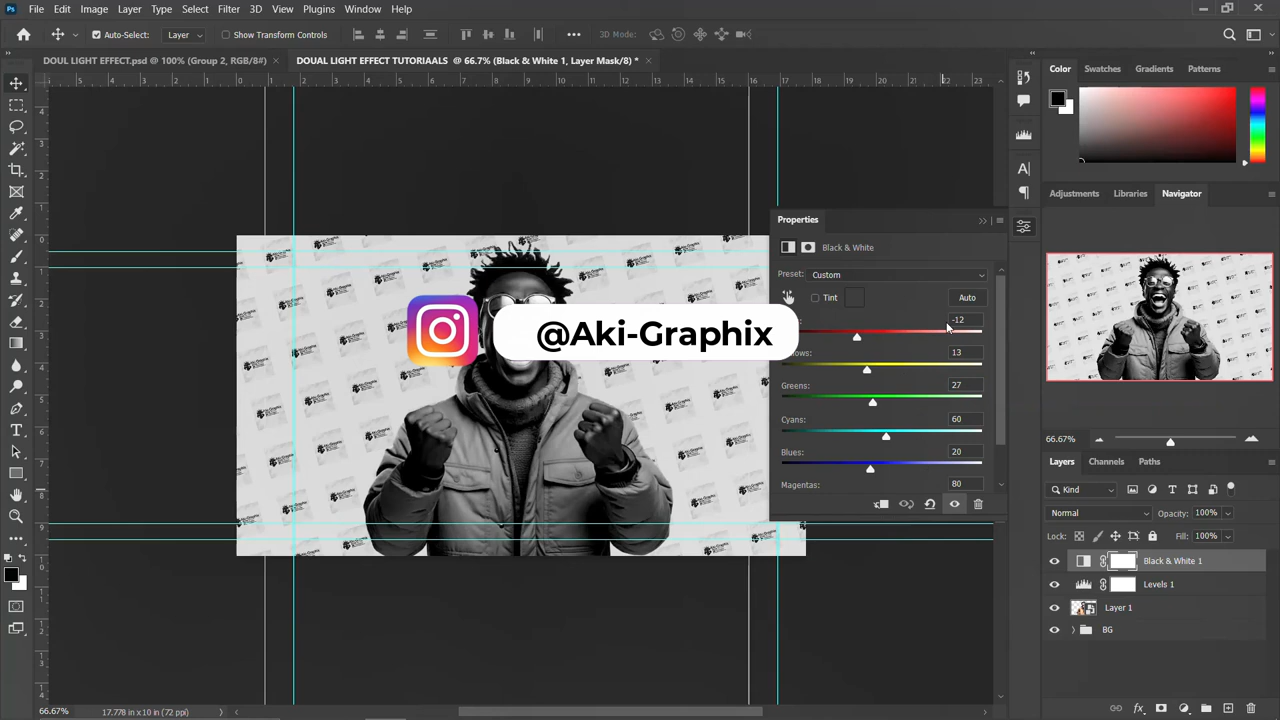 Ps File Edit Image Layer Type Select Filter 3D View Plugins Window Help
Auto-Select: Layer Show Transform Controls 3D Mode:
DOUL LIGHT EFFECT.psd @ 100% (Group 2, RGB/8#)
DOUAL LIGHT EFFECT TUTORIAALS @ 66.7% (Black & White 1, Layer Mask/8) *
Color Swatches Gradients Patterns
Adjustments Libraries Navigator
66.67%
Properties
Black & White
Preset: Custom
Tint Auto
-12
13
Greens: 27
Cyans: 60
Blues: 20
Magentas: 80
@Aki-Graphix
Layers Channels Paths
Kind
Normal Opacity: 100%
Lock: Fill: 100%
Black & White 1
Levels 1
Layer 1
BG
66.67% 17.778 in x 10 in (72 ppi)